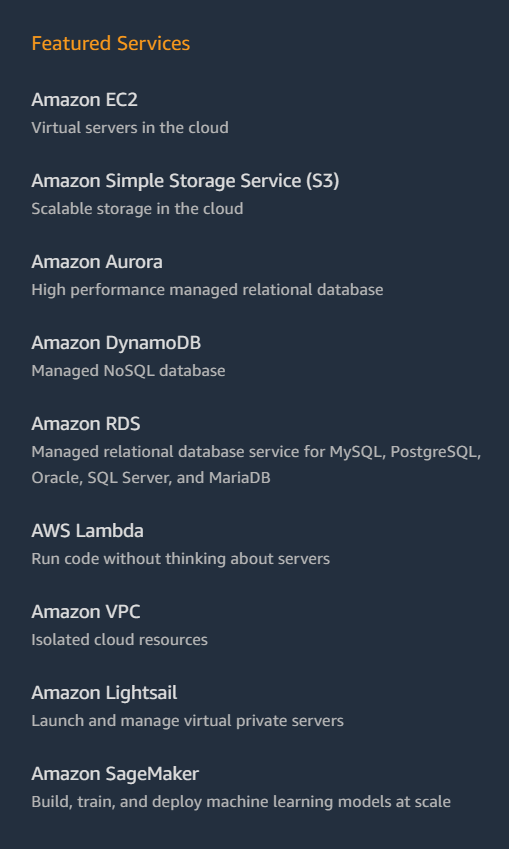 Featured Services
Amazon EC2
Virtual servers in the cloud
Amazon Simple Storage Service (S3)
Scalable storage in the cloud
Amazon Aurora
High performance managed relational database
Amazon DynamoDB
Managed NoSQL database
Amazon RDS
Managed relational database service for MySQL, PostgreSQL,
Oracle, SQL Server, and MariaDB
AWS Lambda
Run code without thinking about servers
Amazon VPC
Isolated cloud resources
Amazon Lightsail
Launch and manage virtual private servers
Amazon SageMaker
Build, train, and deploy machine learning models at scale